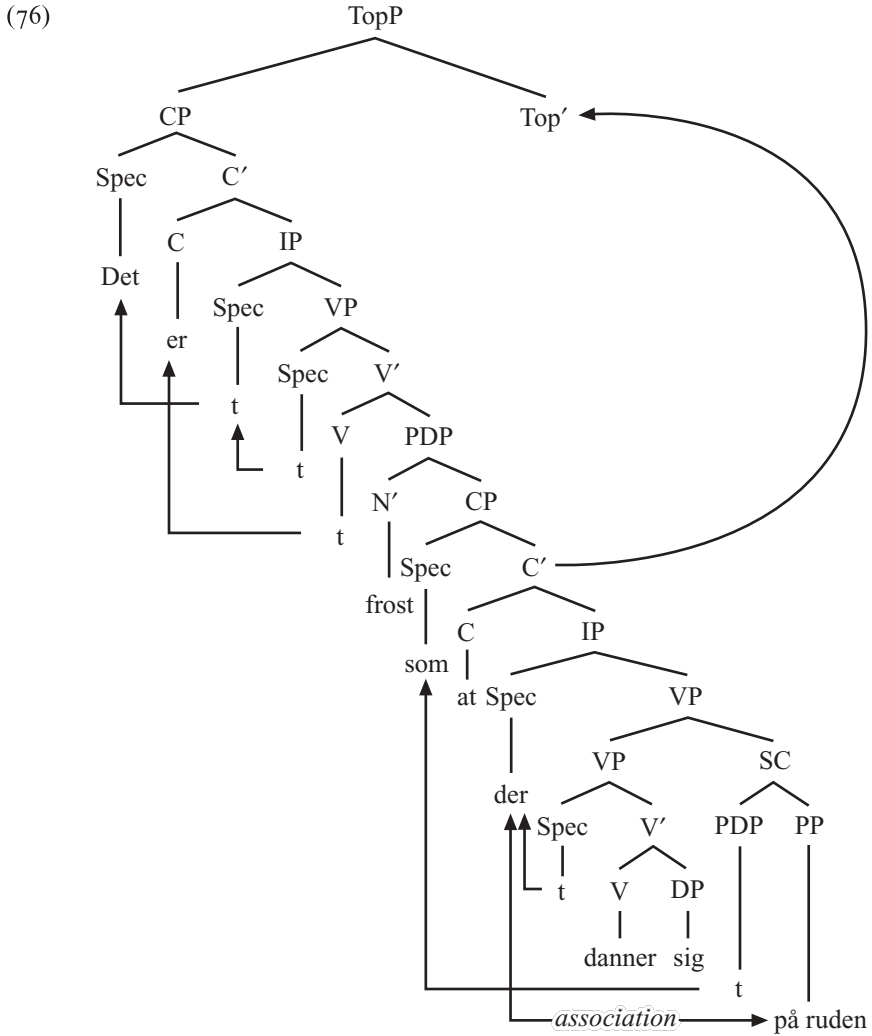 (76)
TopP
CP Top′
Spec C′
C IP
Det Spec VP
er Spec V′
t V PDP
t N′ CP
t Spec C′
frost C IP
som at Spec VP
VP SC
der Spec V′ PDP PP
t V DP
danner sig
t
association på ruden